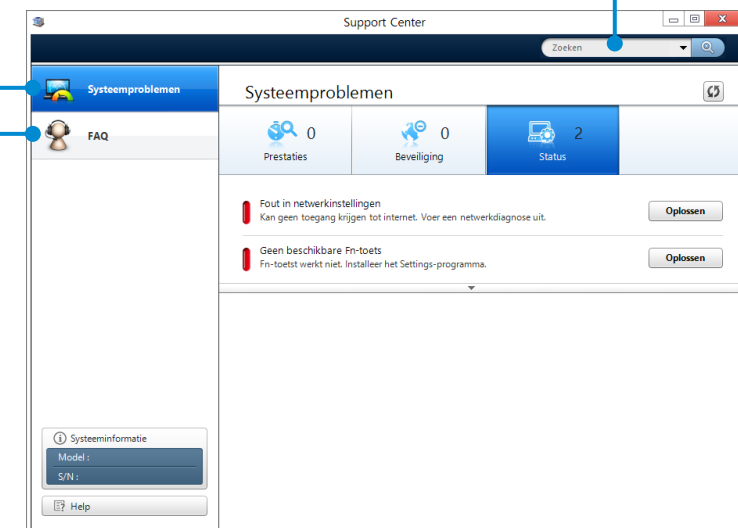 Support Center
Zoeken
Systeemproblemen
FAQ
Systeemproblemen
0
Prestaties
0
Beveiliging
2
Status
Fout in netwerkinstellingen
Kan geen toegang krijgen tot internet. Voer een netwerkdiagnose uit.
Oplossen
Geen beschikbare Fn-toets
Fn-toetst werkt niet. Installeer het Settings-programma.
Oplossen
Systeeminformatie
Model :
S/N :
Help